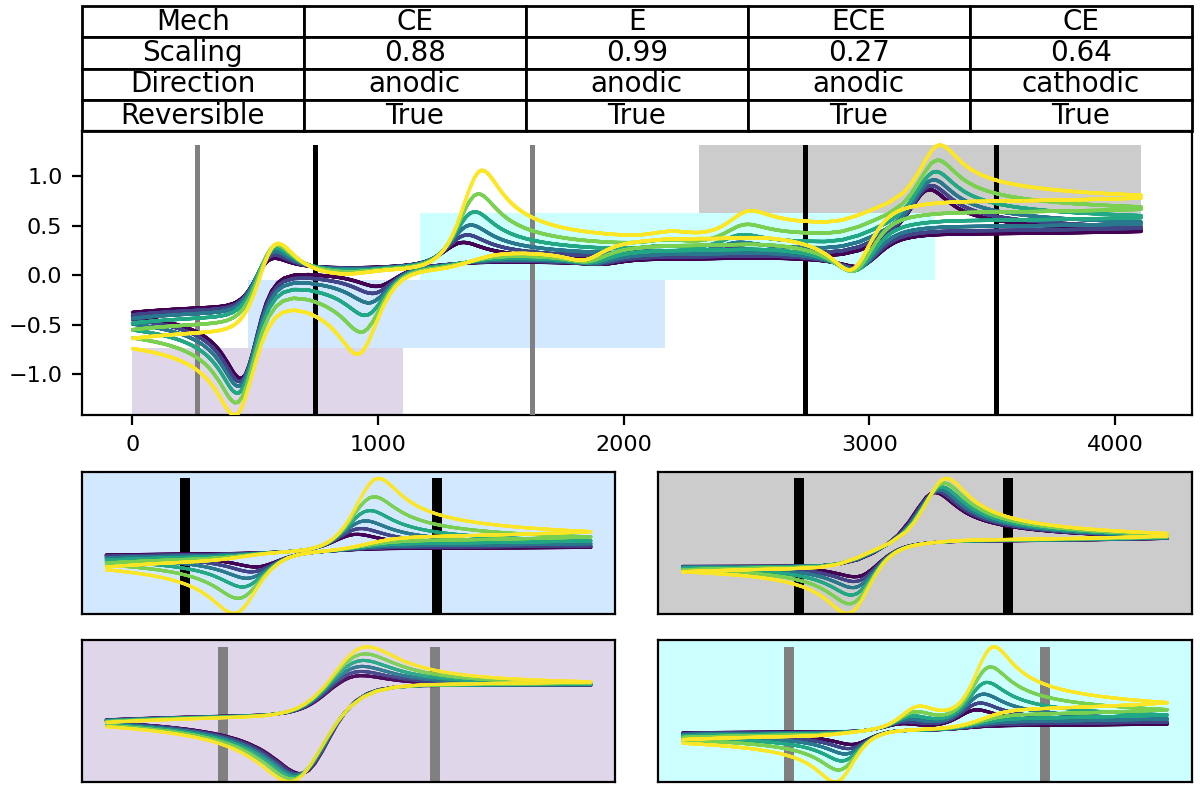 Mech CE E ECE CE
Scaling 0.88 0.99 0.27 0.64
Direction anodic anodic anodic cathodic
Reversible True True True True
1.0
0.5
0.0
−0.5
−1.0
0 1000 2000 3000 4000